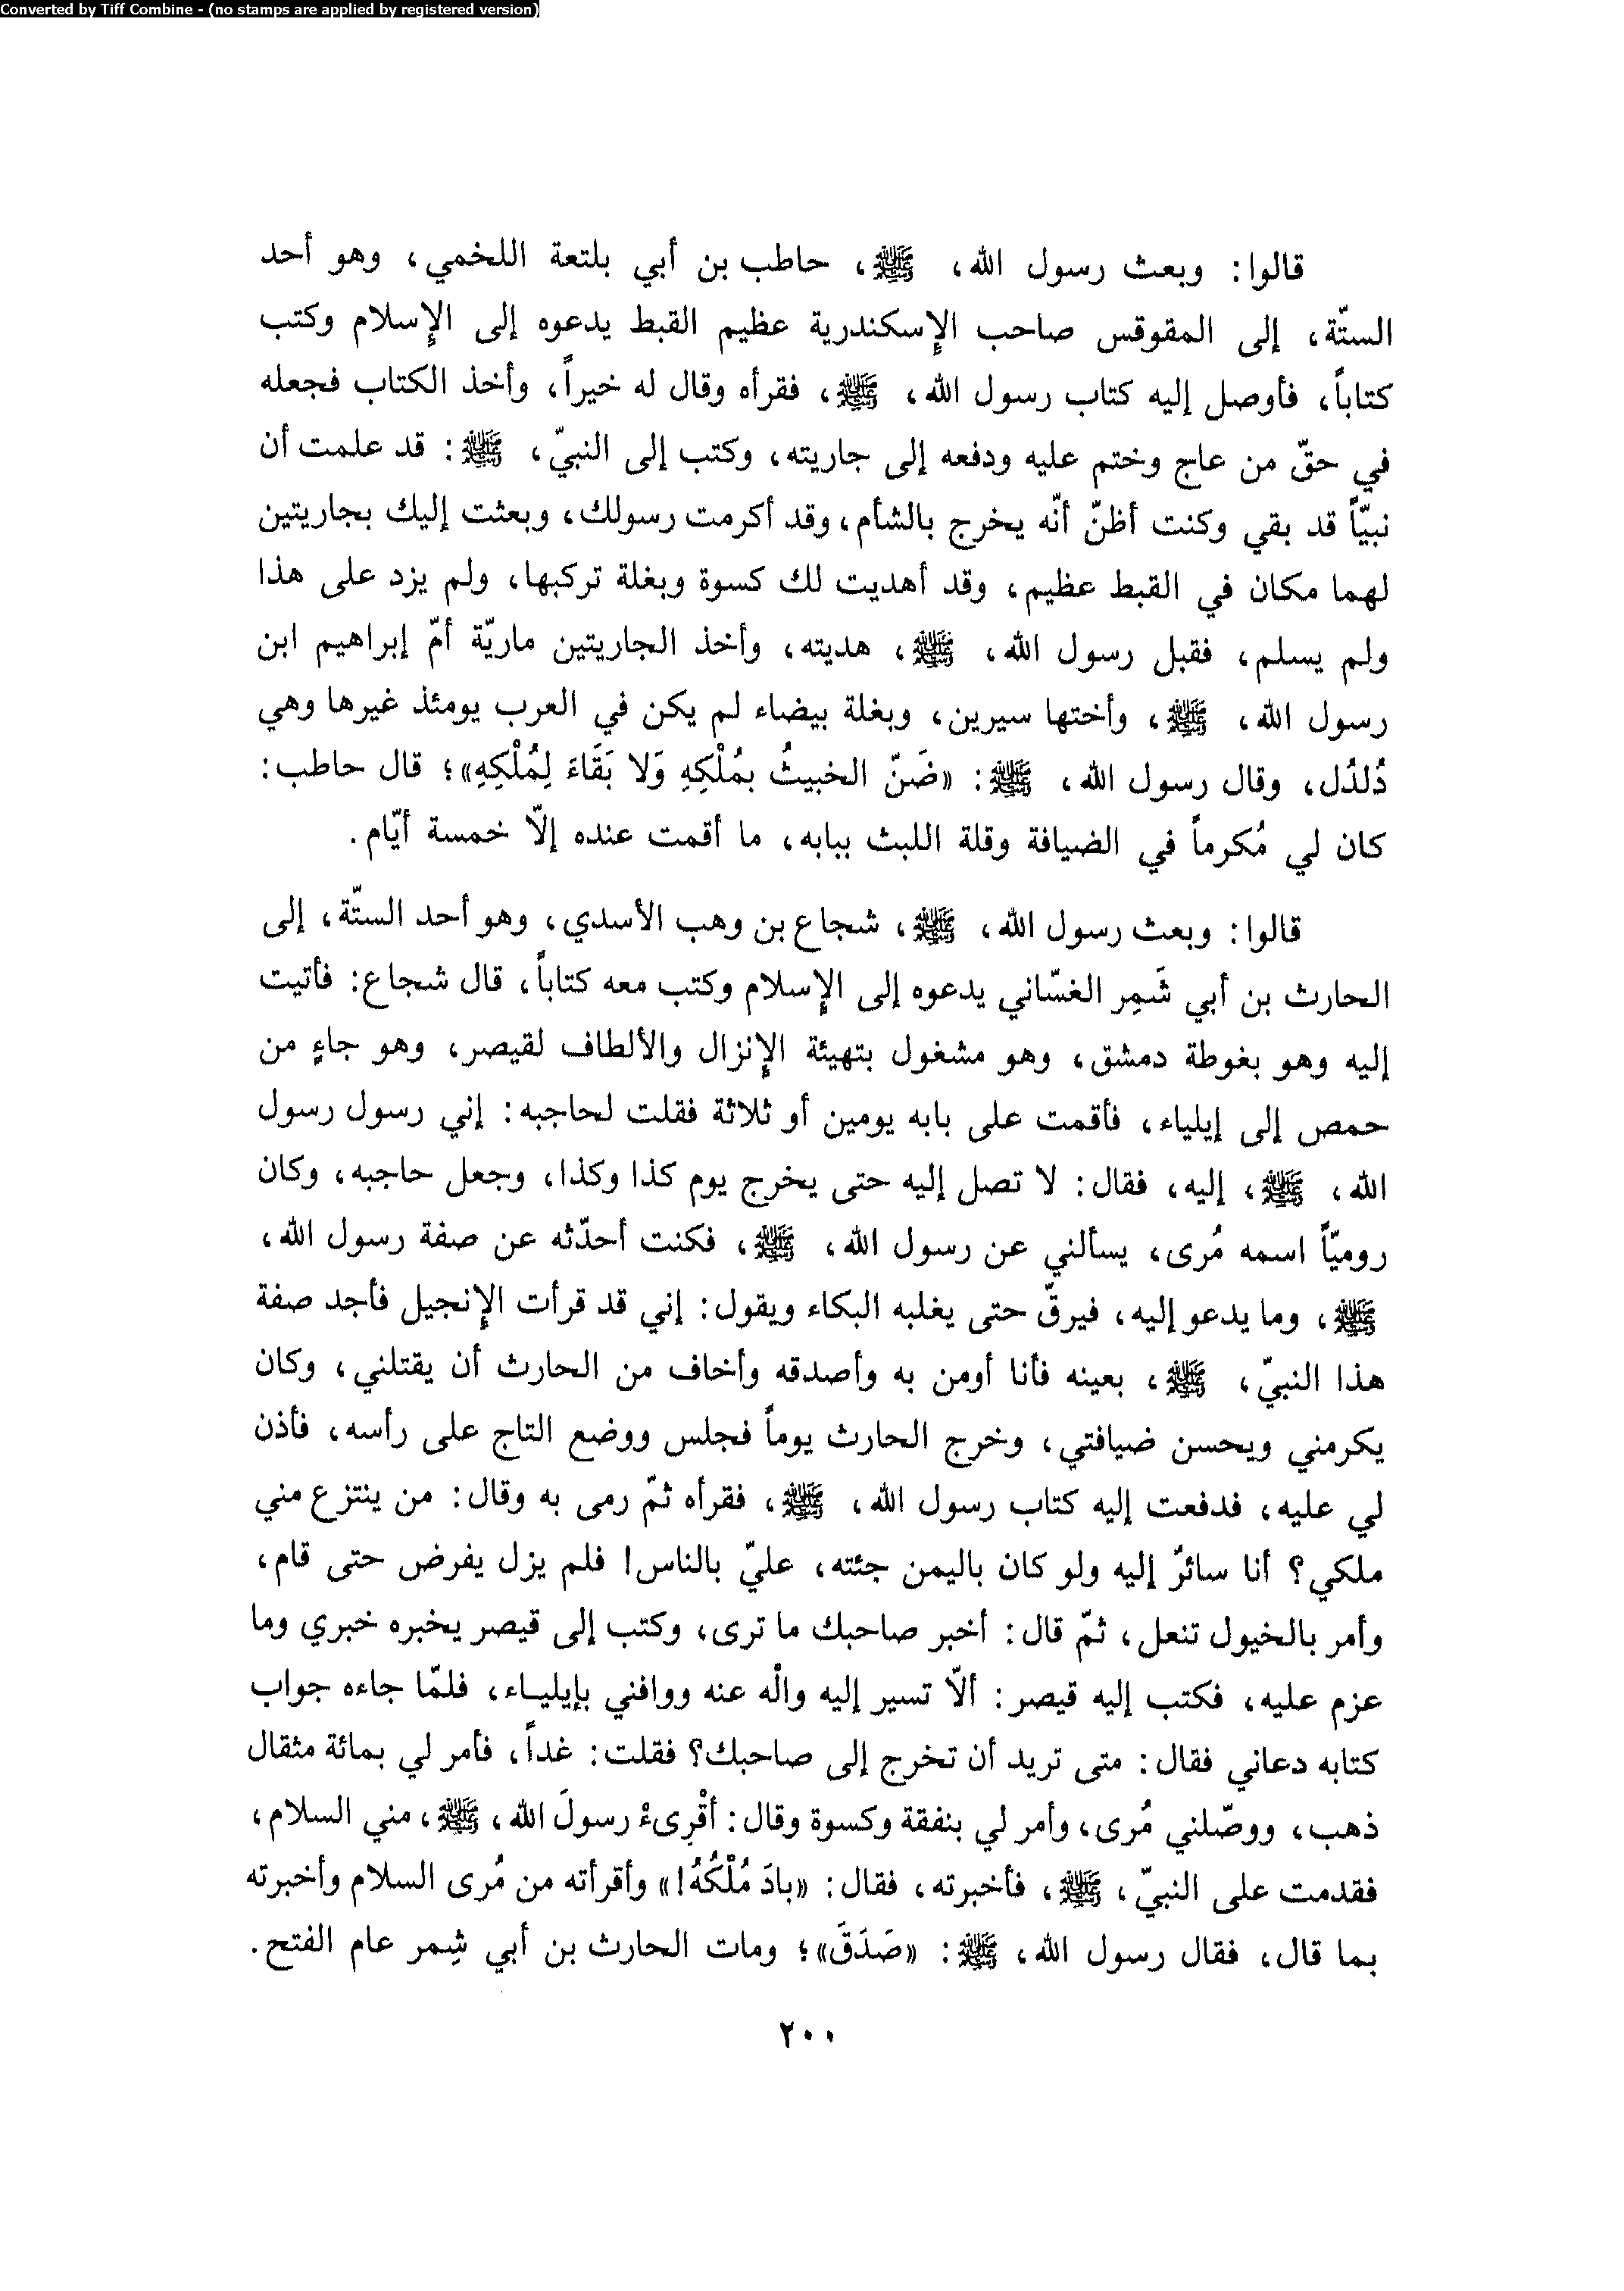 Converted by Tiff Combine - (no stamps are applied by registered version)
قالوا: وبعث رسول الله، ﷺ، حاطب بن أبي بلتعة اللخمي، وهو أحد
الستّة، إلى المقوقس صاحب الإسكندرية عظيم القبط يدعوه إلى الإسلام وكتب
كتاباً، فأوصل إليه كتاب رسول الله، ﷺ، فقرأه وقال له خيراً، وأخذ الكتاب فجعله
في حقّ من عاج وختم عليه ودفعه إلى جاريته، وكتب إلى النبيّ، ﷺ: قد علمت أن
نبيّاً قد بقي وكنت أظنّ أنّه يخرج بالشأم، وقد أكرمت رسولك، وبعثت إليك بجاريتين
لهما مكان في القبط عظيم، وقد أهديت لك كسوة وبغلة تركبها، ولم يزد على هذا
ولم يسلم، فقبل رسول الله، ﷺ، هديته، وأخذ الجاريتين ماريّة أمّ إبراهيم ابن
رسول الله، ﷺ، وأختها سيرين، وبغلة بيضاء لم يكن في العرب يومئذ غيرها وهي
دُلدُل، وقال رسول الله، ﷺ: «ضَنّ الخبيثُ بمُلْكِهِ وَلا بَقَاءَ لِمُلْكِهِ»؛ قال حاطب:
كان لي مُكرماً في الضيافة وقلة اللبث ببابه، ما أقمت عنده إلّا خمسة أيّام.
قالوا: وبعث رسول الله، ﷺ، شجاع بن وهب الأسدي، وهو أحد الستّة، إلى
الحارث بن أبي شَمِر الغسّاني يدعوه إلى الإسلام وكتب معه كتاباً، قال شجاع: فأتيت
إليه وهو بغوطة دمشق، وهو مشغول بتهيئة الإنزال والألطاف لقيصر، وهو جاءٍ من
حمص إلى إيلياء، فأقمت على بابه يومين أو ثلاثة فقلت لحاجبه: إني رسول رسول
الله، ﷺ، إليه، فقال: لا تصل إليه حتى يخرج يوم كذا وكذا، وجعل حاجبه، وكان
روميّاً اسمه مُرى، يسألني عن رسول الله، ﷺ، فكنت أحدّثه عن صفة رسول الله،
ﷺ، وما يدعو إليه، فيرقّ حتى يغلبه البكاء ويقول: إني قد قرأت الإنجيل فأجد صفة
هذا النبيّ، ﷺ، بعينه فأنا أومن به وأصدقه وأخاف من الحارث أن يقتلني، وكان
يكرمني ويحسن ضيافتي، وخرج الحارث يوماً فجلس ووضع التاج على رأسه، فأذن
لي عليه، فدفعت إليه كتاب رسول الله، ﷺ، فقرأه ثمّ رمى به وقال: من ينتزع مني
ملكي؟ أنا سائرٌ إليه ولو كان باليمن جئته، عليّ بالناس! فلم يزل يفرض حتى قام،
وأمر بالخيول تنعل، ثمّ قال: أخبر صاحبك ما ترى، وكتب إلى قيصر يخبره خبري وما
عزم عليه، فكتب إليه قيصر: ألاّ تسير إليه والْه عنه ووافني بإيليـاء، فلمّا جاءه جواب
كتابه دعاني فقال: متى تريد أن تخرج إلى صاحبك؟ فقلت: غداً، فأمر لي بمائة مثقال
ذهب، ووصّلني مُرى، وأمر لي بنفقة وكسوة وقال: أقْرِىءْ رسولَ الله، ﷺ، مني السلام،
فقدمت على النبيّ، ﷺ، فأخبرته، فقال: «بادَ مُلْكُهُ!» وأقرأته من مُرى السلام وأخبرته
بما قال، فقال رسول الله، ﷺ: «صَدَقَ»؛ ومات الحارث بن أبي شِمر عام الفتح.
٢٠٠